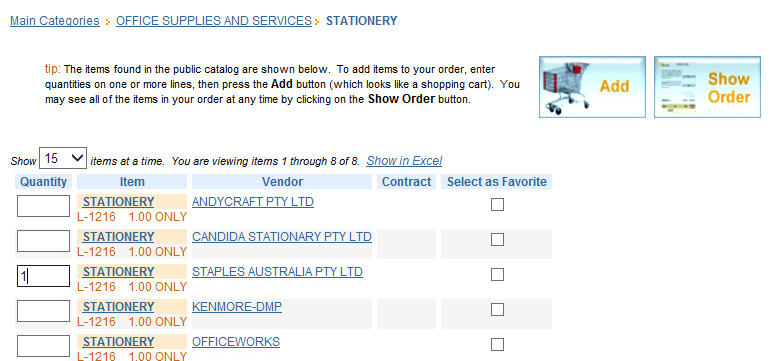 Main Categories > OFFICE SUPPLIES AND SERVICES > STATIONERY
tip: The items found in the public catalog are shown below. To add items to your order, enter
quantities on one or more lines, then press the Add button (which looks like a shopping cart). You
may see all of the items in your order at any time by clicking on the Show Order button.
Add
Show
Order
Show 15 items at a time. You are viewing items 1 through 8 of 8. Show in Excel
Quantity Item Vendor Contract Select as Favorite
STATIONERY ANDYCRAFT PTY LTD
L-1216 1.00 ONLY
STATIONERY CANDIDA STATIONARY PTY LTD
L-1216 1.00 ONLY
1 STATIONERY STAPLES AUSTRALIA PTY LTD
L-1216 1.00 ONLY
STATIONERY KENMORE-DMP
L-1216 1.00 ONLY
STATIONERY OFFICEWORKS
L-1216 1.00 ONLY